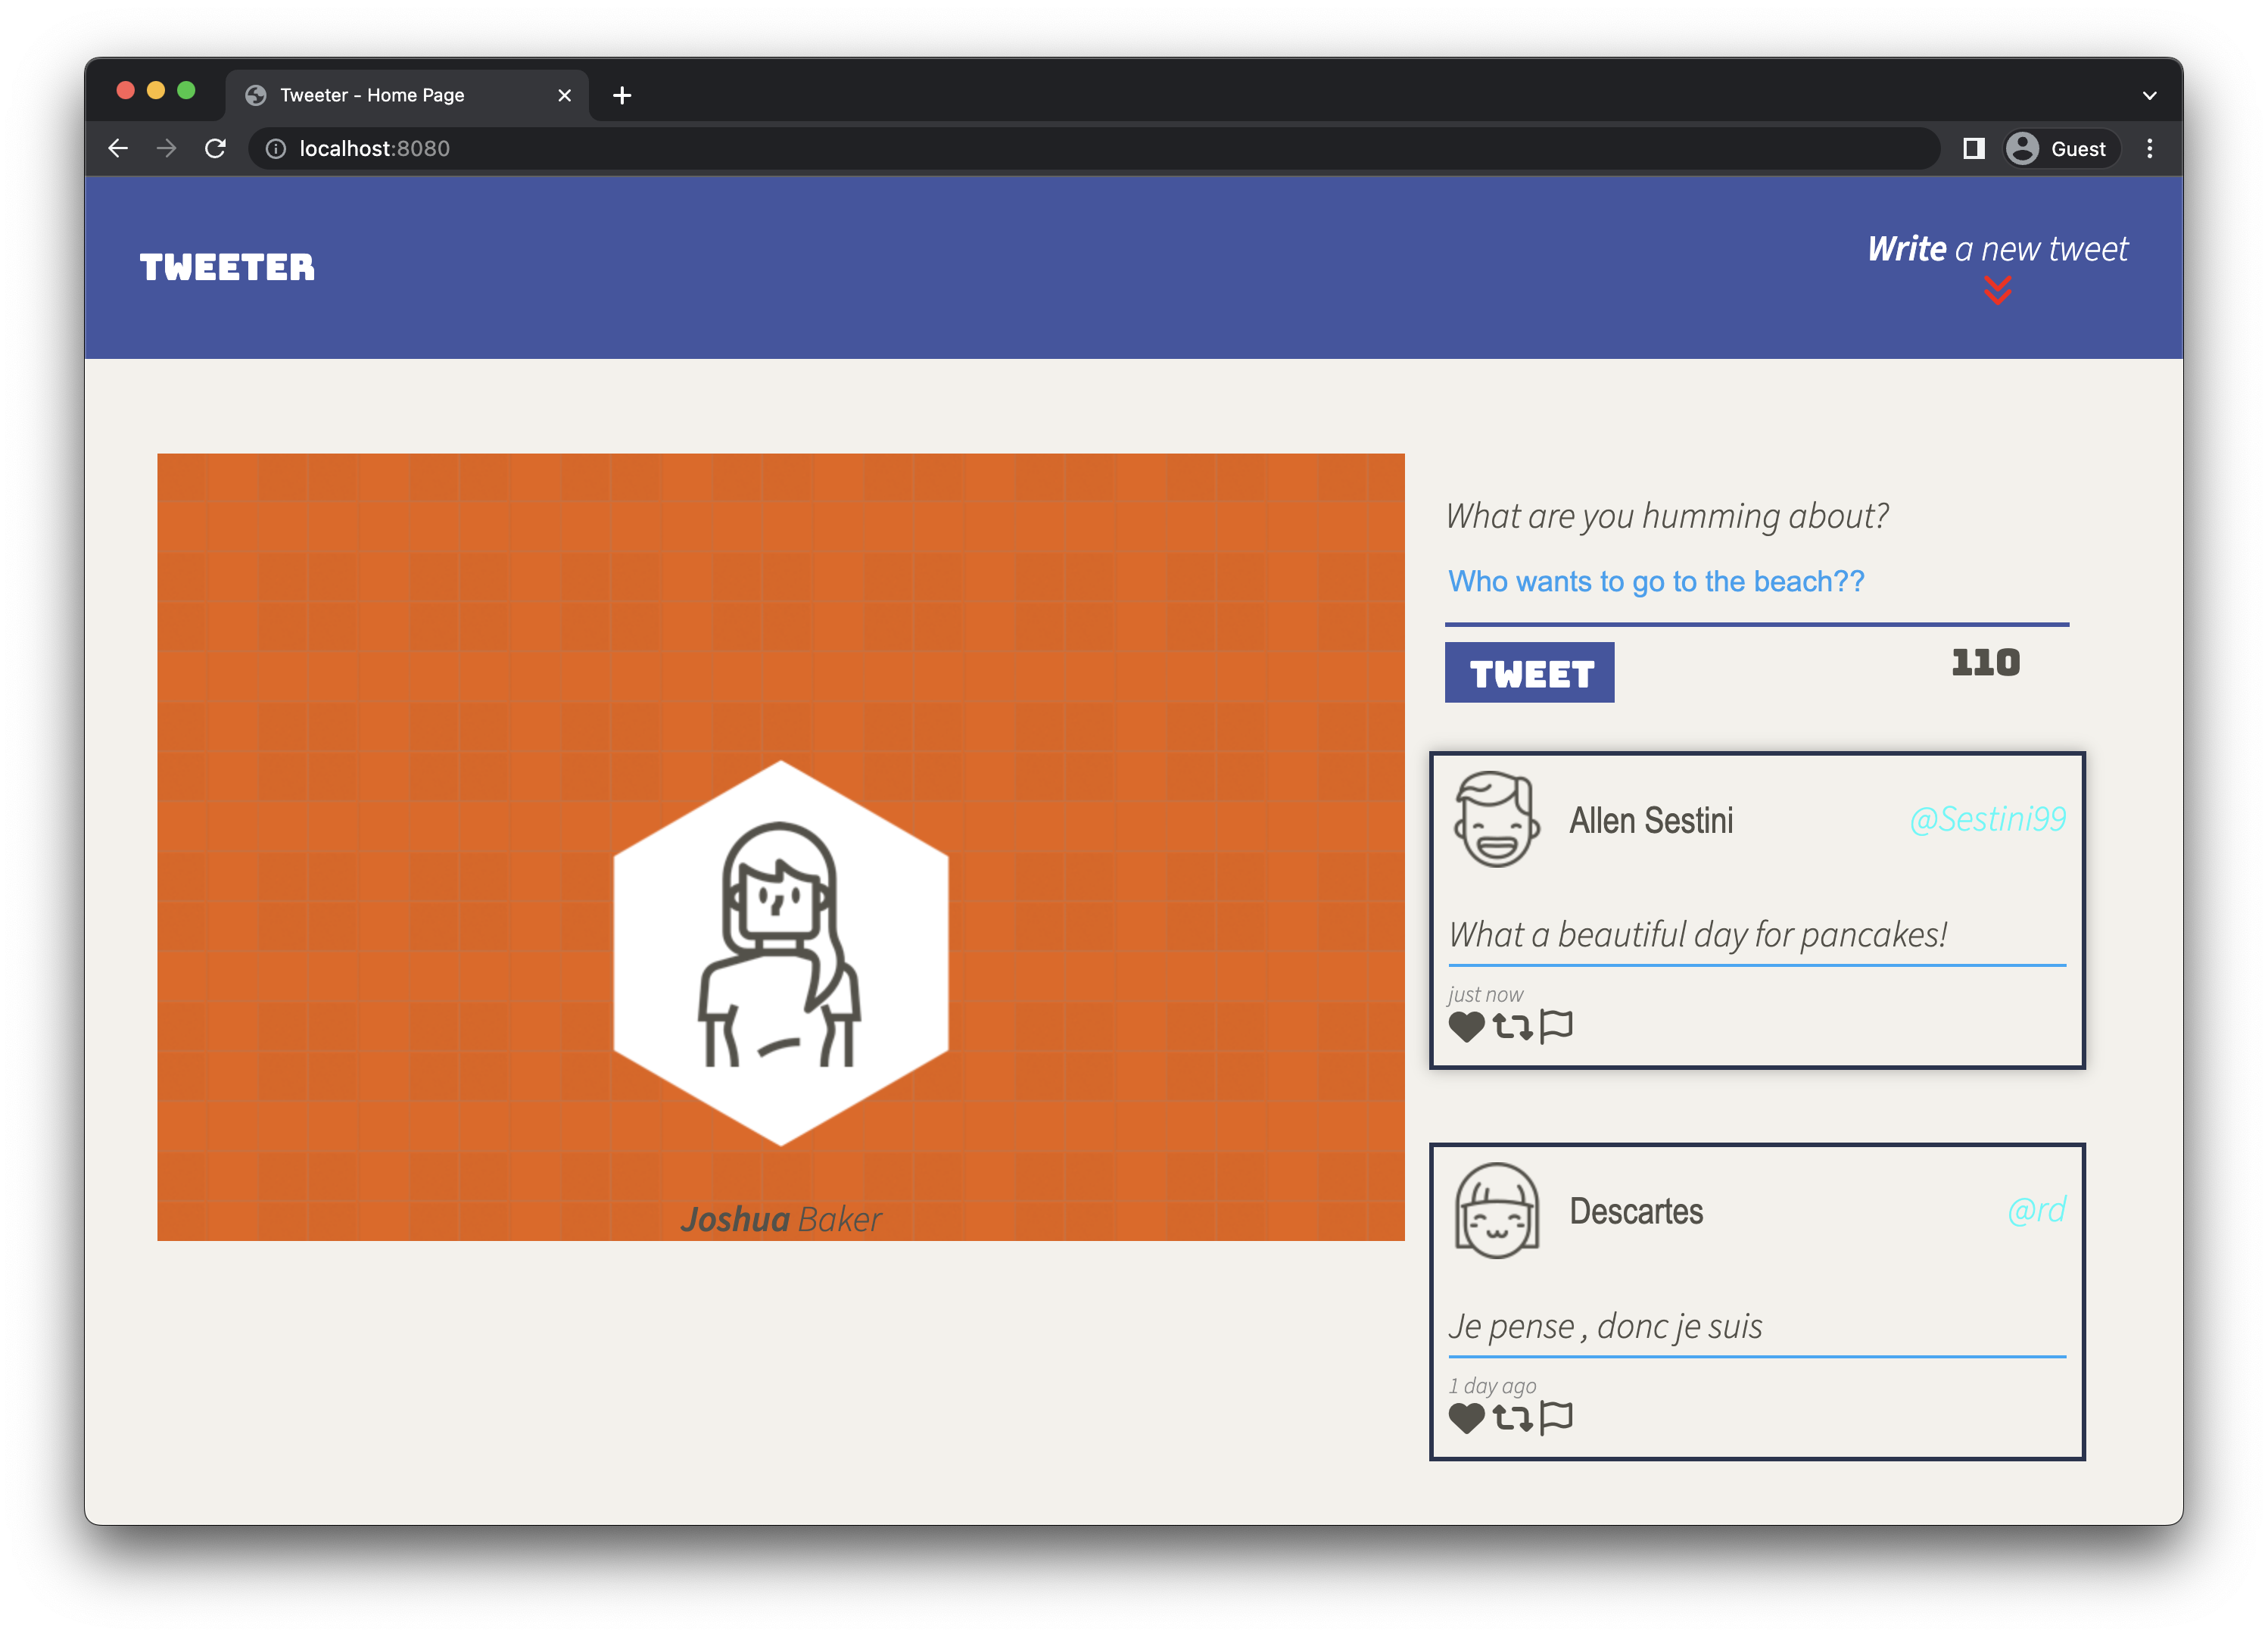 Tweeter - Home Page
localhost:8080
Guest
TWEETER
Write a new tweet
What are you humming about?
Who wants to go to the beach??
TWEET
110
Allen Sestini
@Sestini99
What a beautiful day for pancakes!
just now
Joshua Baker
Descartes
@rd
Je pense , donc je suis
1 day ago